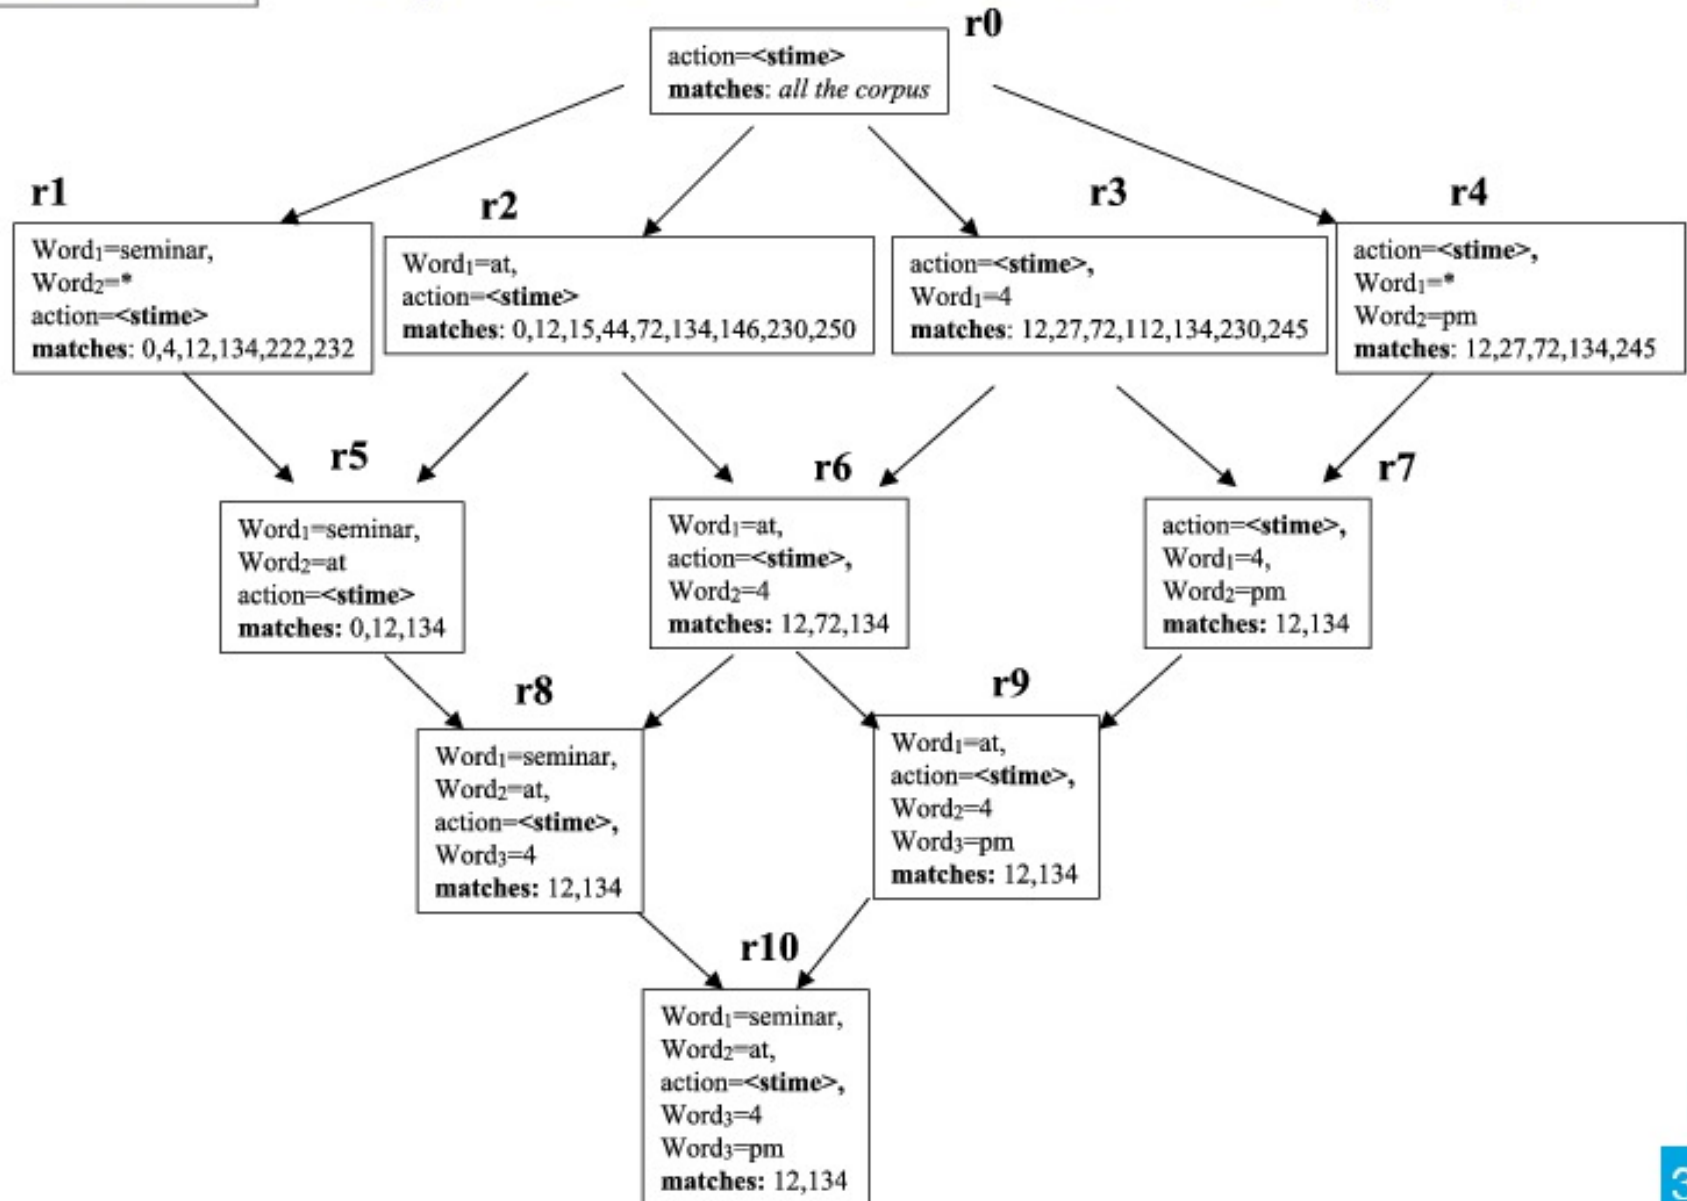 r0
action=<stime>
matches: all the corpus
r1
Word1=seminar,
Word2=*
action=<stime>
matches: 0,4,12,134,222,232
r2
Word1=at,
action=<stime>
matches: 0,12,15,44,72,134,146,230,250
r3
action=<stime>,
Word1=4
matches: 12,27,72,112,134,230,245
r4
action=<stime>,
Word1=*
Word2=pm
matches: 12,27,72,134,245
r5
Word1=seminar,
Word2=at
action=<stime>
matches: 0,12,134
r6
Word1=at,
action=<stime>,
Word2=4
matches: 12,72,134
r7
action=<stime>,
Word1=4,
Word2=pm
matches: 12,134
r8
Word1=seminar,
Word2=at,
action=<stime>,
Word3=4
matches: 12,134
r9
Word1=at,
action=<stime>,
Word2=4
Word3=pm
matches: 12,134
r10
Word1=seminar,
Word2=at,
action=<stime>,
Word3=4
Word3=pm
matches: 12,134